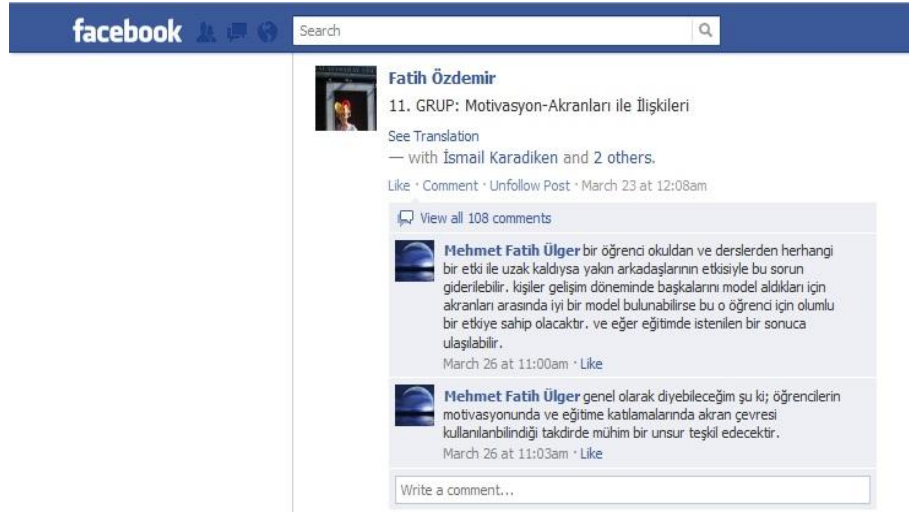 facebook Search
Fatih Özdemir
11. GRUP: Motivasyon-Akranları ile İlişkileri
See Translation
— with İsmail Karadiken and 2 others.
Like · Comment · Unfollow Post · March 23 at 12:08am
View all 108 comments
Mehmet Fatih Ülger bir öğrenci okuldan ve derslerden herhangi
bir etki ile uzak kaldıysa yakın arkadaşlarının etkisiyle bu sorun
giderilebilir. kişiler gelişim döneminde başkalarını model aldıkları için
akranları arasında iyi bir model bulunabilirse bu o öğrenci için olumlu
bir etkiye sahip olacaktır. ve eğer eğitimde istenilen bir sonuca
ulaşılabilir.
March 26 at 11:00am · Like
Mehmet Fatih Ülger genel olarak diyebileceğim şu ki; öğrencilerin
motivasyonunda ve eğitime katılamalarında akran çevresi
kullanılanbilindiği takdirde mühim bir unsur teşkil edecektir.
March 26 at 11:03am · Like
Write a comment...